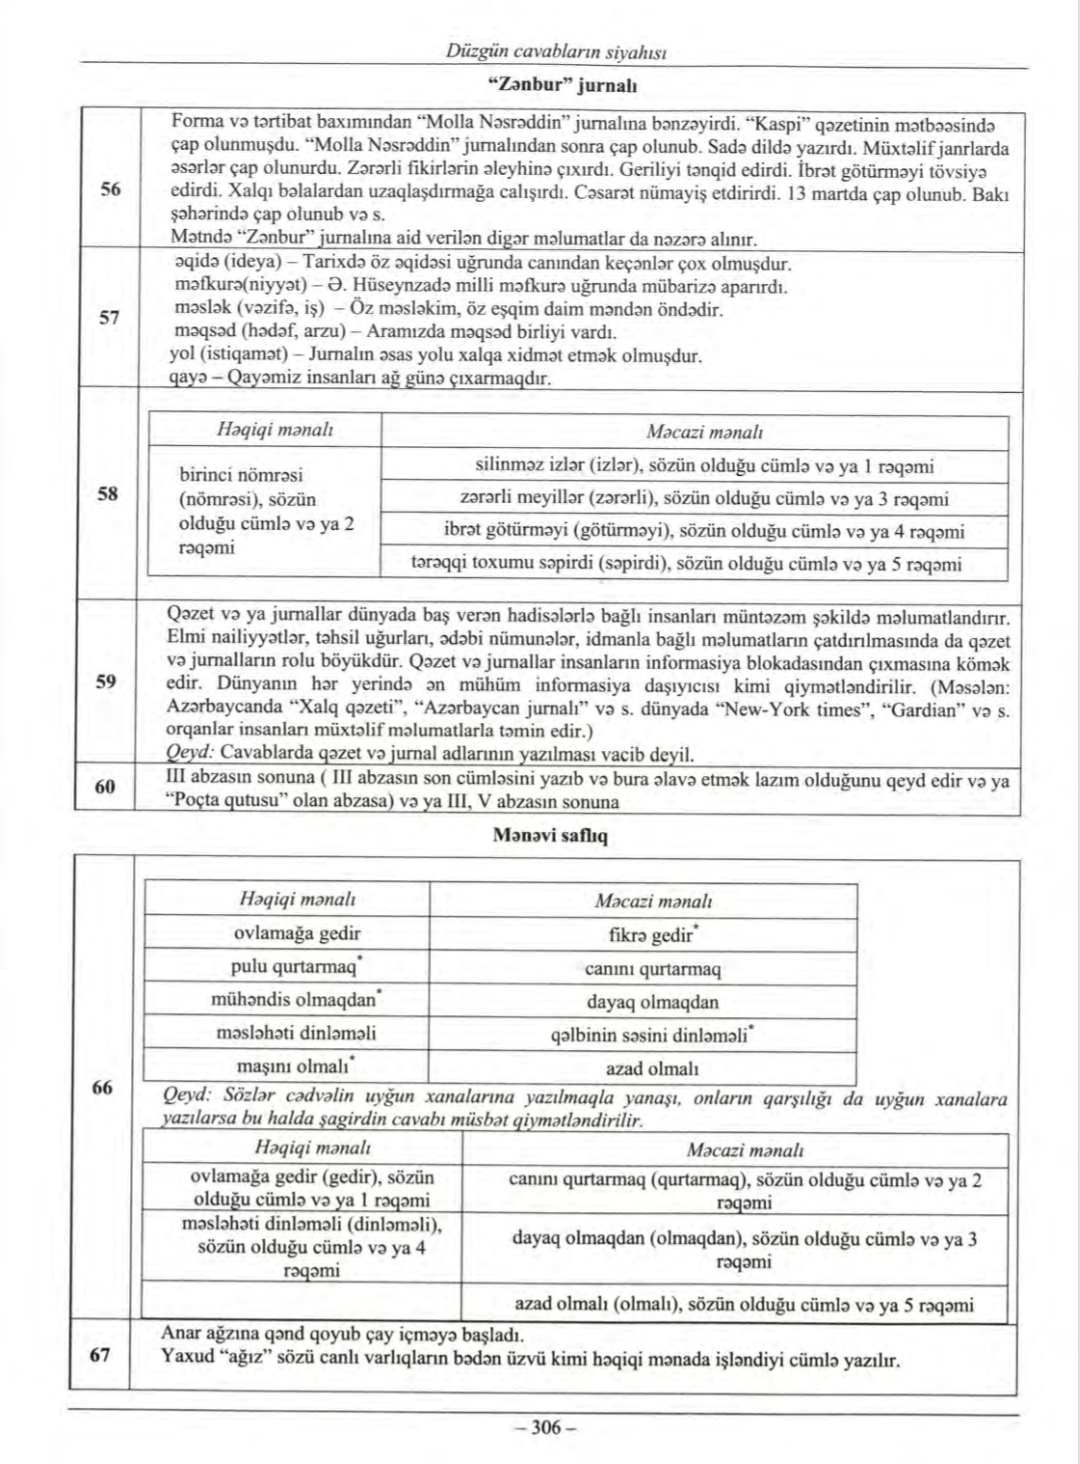 Düzgün cavabların siyahısı
“Zənbur” jurnalı
56
Forma və tərtibat baxımından “Molla Nəsrəddin” jurnalına bənzəyirdi. “Kaspi” qəzetinin mətbəəsində
çap olunmuşdu. “Molla Nəsrəddin” jurnalından sonra çap olunub. Sadə dildə yazırdı. Müxtəlif janrlarda
əsərlər çap olunurdu. Zərərli fikirlərin əleyhinə çıxırdı. Geriliyi tənqid edirdi. İbrət götürməyi tövsiyə
edirdi. Xalqı bəlalardan uzaqlaşdırmağa calışırdı. Cəsarət nümayiş etdirirdi. 13 martda çap olunub. Bakı
şəhərində çap olunub və s.
Mətndə “Zənbur” jurnalına aid verilən digər məlumatlar da nəzərə alınır.
57
əqidə (ideya) – Tarixdə öz əqidəsi uğrunda canından keçənlər çox olmuşdur.
məfkurə(niyyət) – Ə. Hüseynzadə milli məfkurə uğrunda mübarizə aparırdı.
məslək (vəzifə, iş) – Öz məsləkim, öz eşqim daim məndən öndədir.
məqsəd (hədəf, arzu) – Aramızda məqsəd birliyi vardı.
yol (istiqamət) – Jurnalın əsas yolu xalqa xidmət etmək olmuşdur.
qayə – Qayəmiz insanları ağ günə çıxarmaqdır.
58
Həqiqi mənalı
Məcazi mənalı
birinci nömrəsi
(nömrəsi), sözün
olduğu cümlə və ya 2
rəqəmi
silinməz izlər (izlər), sözün olduğu cümlə və ya 1 rəqəmi
zərərli meyillər (zərərli), sözün olduğu cümlə və ya 3 rəqəmi
ibrət götürməyi (götürməyi), sözün olduğu cümlə və ya 4 rəqəmi
tərəqqi toxumu səpirdi (səpirdi), sözün olduğu cümlə və ya 5 rəqəmi
59
Qəzet və ya jurnallar dünyada baş verən hadisələrlə bağlı insanları müntəzəm şəkildə məlumatlandırır.
Elmi nailiyyətlər, təhsil uğurları, ədəbi nümunələr, idmanla bağlı məlumatların çatdırılmasında da qəzet
və jurnalların rolu böyükdür. Qəzet və jurnallar insanların informasiya blokadasından çıxmasına kömək
edir. Dünyanın hər yerində ən mühüm informasiya daşıyıcısı kimi qiymətləndirilir. (Məsələn:
Azərbaycanda “Xalq qəzeti”, “Azərbaycan jurnalı” və s. dünyada “New-York times”, “Gardian” və s.
orqanlar insanları müxtəlif məlumatlarla təmin edir.)
Qeyd: Cavablarda qəzet və jurnal adlarının yazılması vacib deyil.
60
III abzasın sonuna ( III abzasın son cümləsini yazıb və bura əlavə etmək lazım olduğunu qeyd edir və ya
“Poçta qutusu” olan abzasa) və ya III, V abzasın sonuna
Mənəvi saflıq
66
Həqiqi mənalı
Məcazi mənalı
ovlamağa gedir
fikrə gedir*
pulu qurtarmaq*
canını qurtarmaq
mühəndis olmaqdan*
dayaq olmaqdan
məsləhəti dinləməli
qəlbinin səsini dinləməli*
maşını olmalı*
azad olmalı
Qeyd: Sözlər cədvəlin uyğun xanalarına yazılmaqla yanaşı, onların qarşılığı da uyğun xanalara
yazılarsa bu halda şagirdin cavabı müsbət qiymətləndirilir.
Həqiqi mənalı
Məcazi mənalı
ovlamağa gedir (gedir), sözün
olduğu cümlə və ya 1 rəqəmi
canını qurtarmaq (qurtarmaq), sözün olduğu cümlə və ya 2
rəqəmi
məsləhəti dinləməli (dinləməli),
sözün olduğu cümlə və ya 4
rəqəmi
dayaq olmaqdan (olmaqdan), sözün olduğu cümlə və ya 3
rəqəmi
azad olmalı (olmalı), sözün olduğu cümlə və ya 5 rəqəmi
67
Anar ağzına qənd qoyub çay içməyə başladı.
Yaxud “ağız” sözü canlı varlıqların bədən üzvü kimi həqiqi mənada işləndiyi cümlə yazılır.
– 306 –